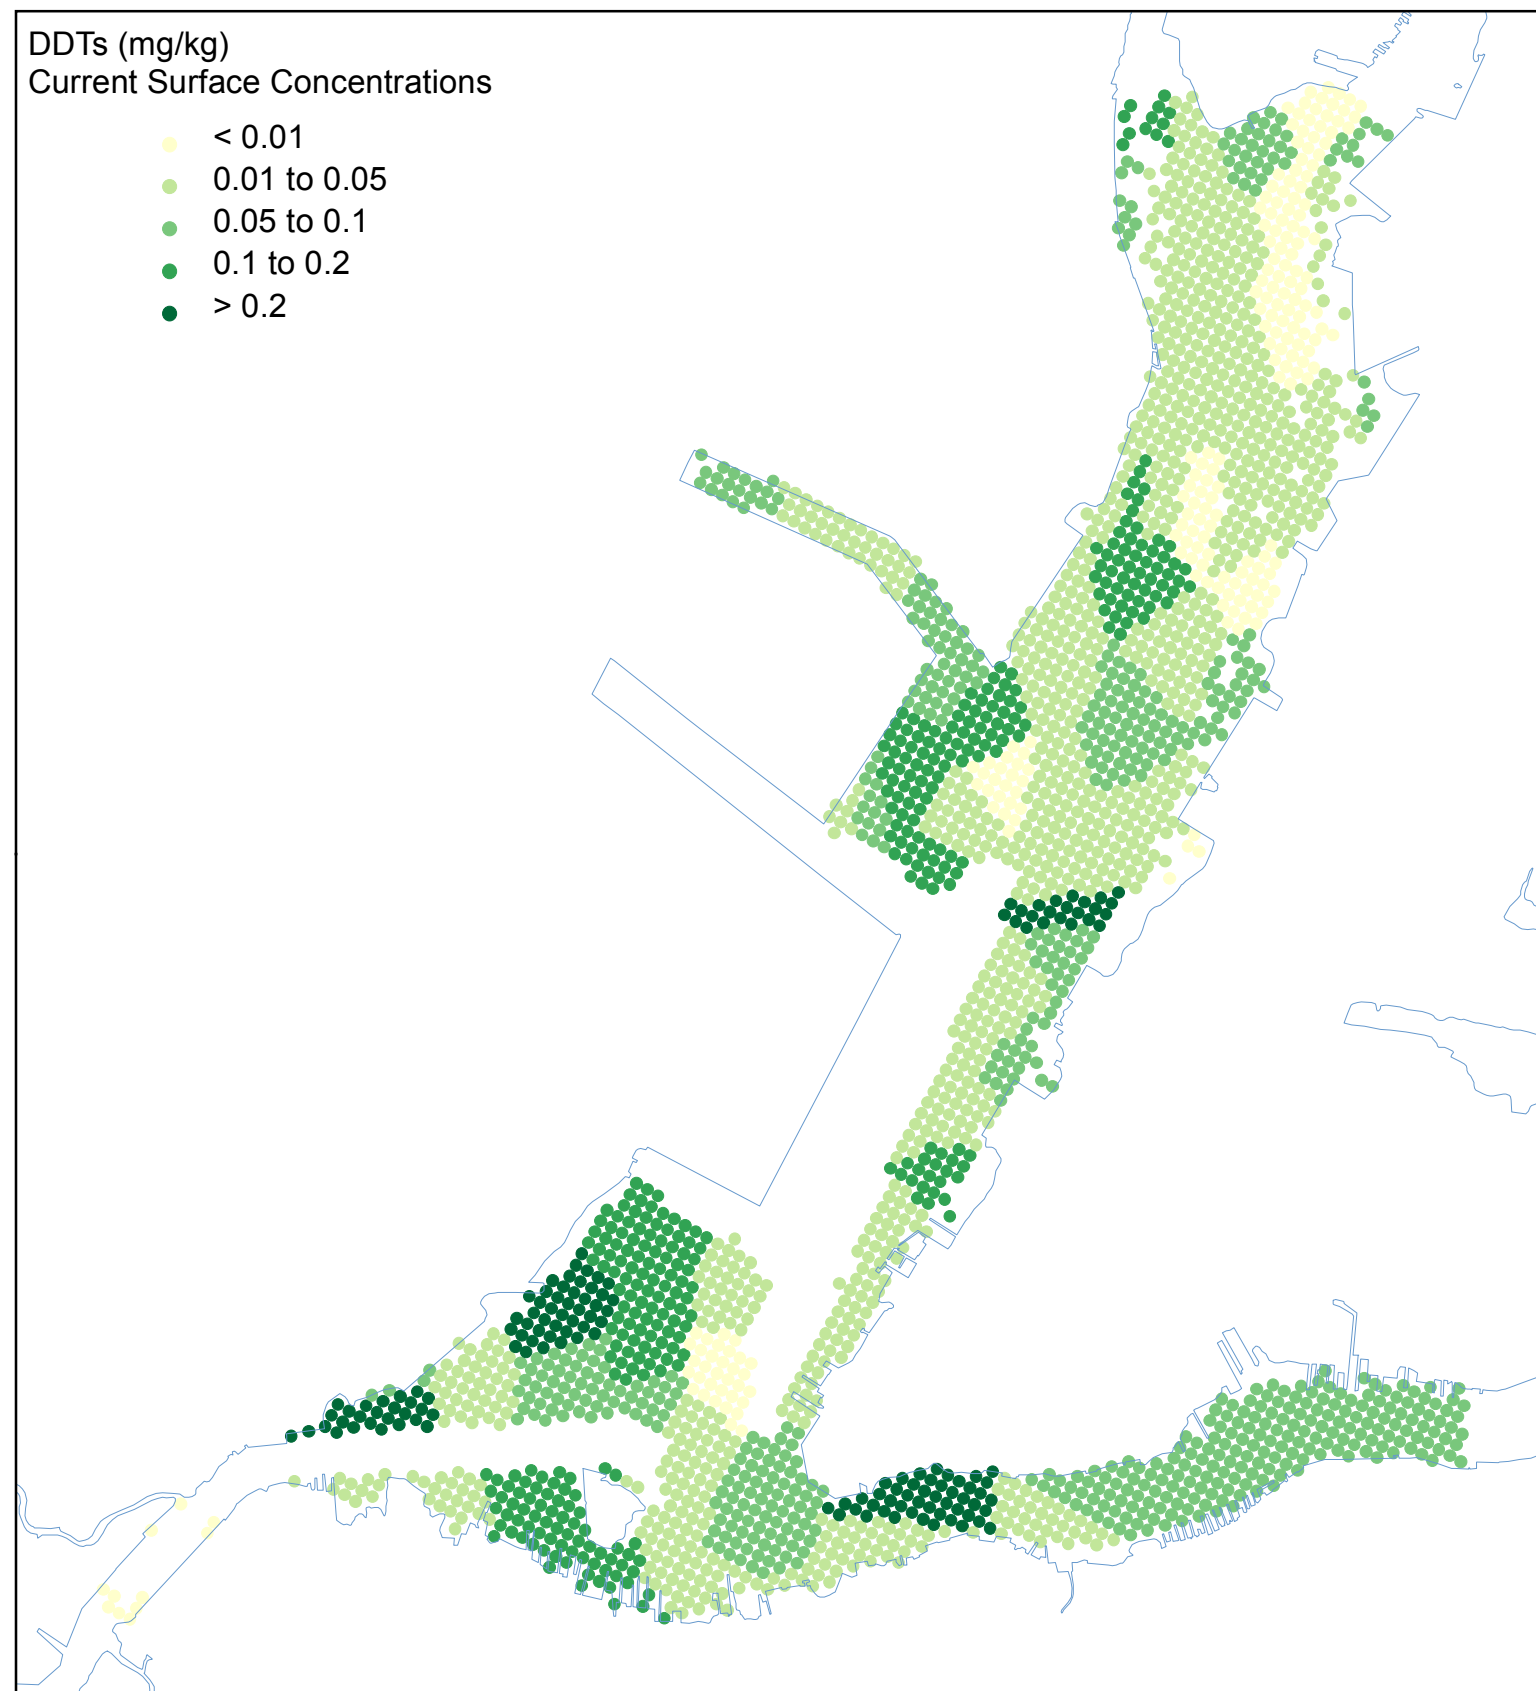 DDTs (mg/kg)
Current Surface Concentrations
< 0.01
0.01 to 0.05
0.05 to 0.1
0.1 to 0.2
> 0.2